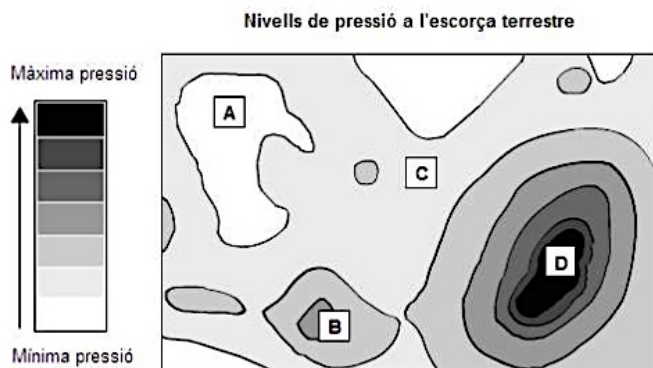 Nivells de pressió a l'escorça terrestre
Màxima pressió
A
C
D
B
Mínima pressió